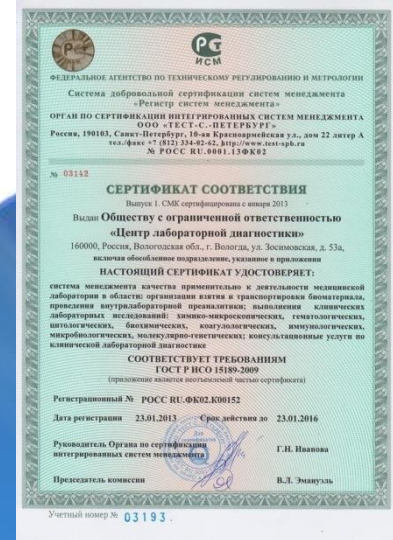 РСт
ИСМ
ФЕДЕРАЛЬНОЕ АГЕНТСТВО ПО ТЕХНИЧЕСКОМУ РЕГУЛИРОВАНИЮ И МЕТРОЛОГИИ
Система добровольной сертификации систем менеджмента
«Регистр систем менеджмента»
ОРГАН ПО СЕРТИФИКАЦИИ ИНТЕГРИРОВАННЫХ СИСТЕМ МЕНЕДЖМЕНТА
ООО «ТЕСТ-С.-ПЕТЕРБУРГ»
Россия, 190103, Санкт-Петербург, 10-ая Красноармейская ул., дом 22 литер А
тел./факс +7 (812) 334-02-62, http://www.test-spb.ru
№ РОСС RU.0001.13ФК02
№ 03142
СЕРТИФИКАТ СООТВЕТСТВИЯ
Выпуск 1. СМК сертифицирована с января 2013
Выдан Обществу с ограниченной ответственностью
«Центр лабораторной диагностики»
160000, Россия, Вологодская обл., г. Вологда, ул. Зосимовская, д. 53а,
включая обособленное подразделение, указанное в приложении
НАСТОЯЩИЙ СЕРТИФИКАТ УДОСТОВЕРЯЕТ:
система менеджмента качества применительно к деятельности медицинской
лаборатории в области: организации взятия и транспортировки биоматериала,
проведения внутрилабораторной преаналитики; выполнения клинических
лабораторных исследований: химико-микроскопических, гематологических,
цитологических, биохимических, коагулологических, иммунологических,
микробиологических, молекулярно-генетических; консультационные услуги по
клинической лабораторной диагностике
СООТВЕТСТВУЕТ ТРЕБОВАНИЯМ
ГОСТ Р ИСО 15189-2009
(приложение является неотъемлемой частью сертификата)
Регистрационный № РОСС RU.ФК02.К00152
Дата регистрации 23.01.2013 Срок действия до 23.01.2016
Руководитель Органа по сертификации
интегрированных систем менеджмента Г.Н. Иванова
Председатель комиссии В.Л. Эмануэль
Учетный номер № 03193.